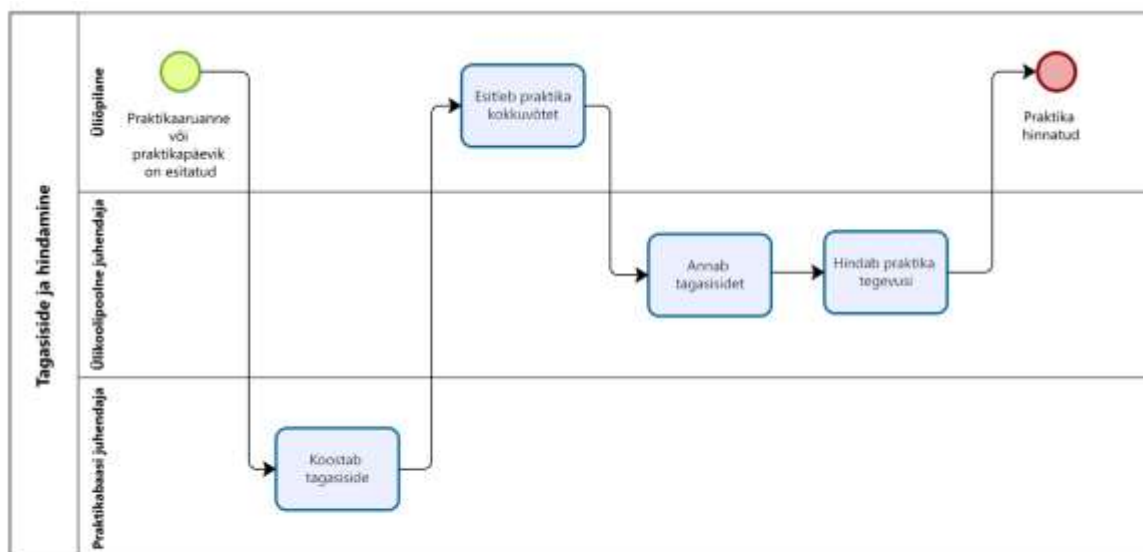 Tagasiside ja hindamine
Üliõpilane
Praktikaaruanne
või
praktikapäevik
on esitatud
Esitieb praktika
kokkuvõtet
Praktika
hinnatud
Ülikoolipoolne juhendaja
Annab
tagasisidet
Hindab praktika
tegevusi
Praktikabaasi juhendaja
Koostab
tagasiside